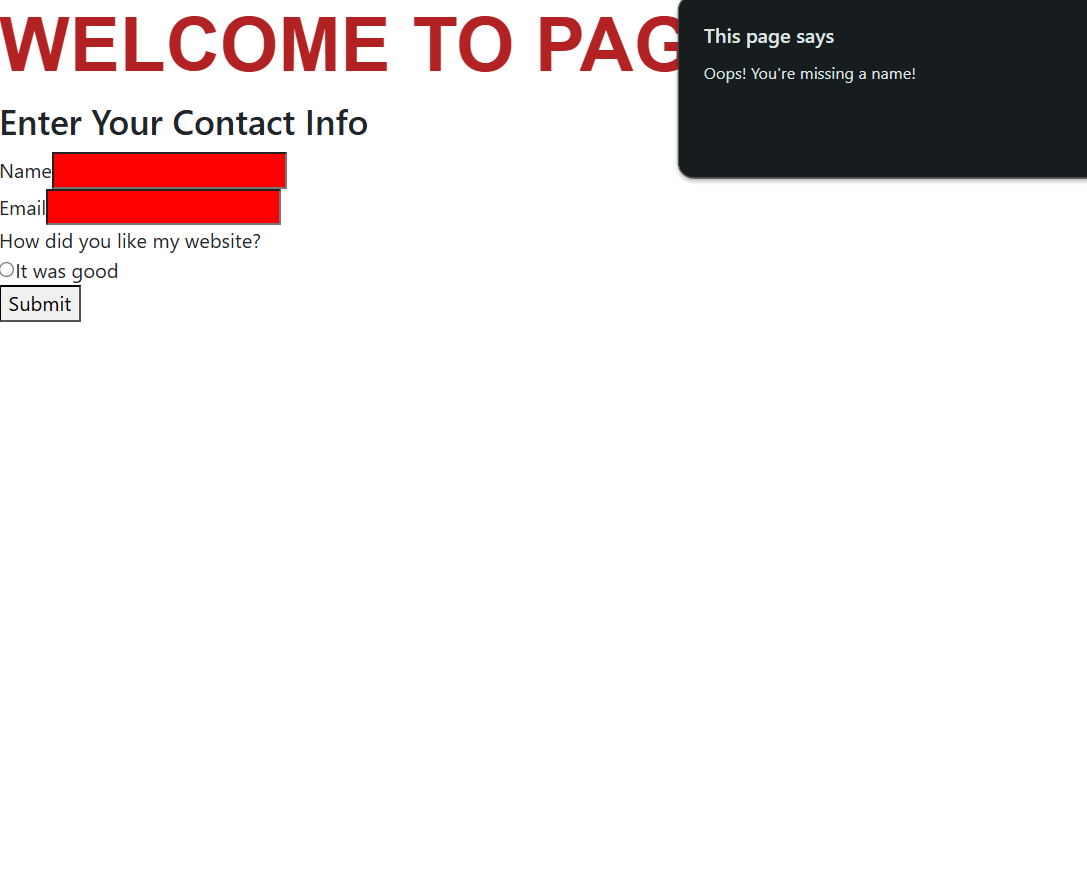 WELCOME TO PAG
This page says
Oops! You're missing a name!
Enter Your Contact Info
Name
Email
How did you like my website?
It was good
Submit